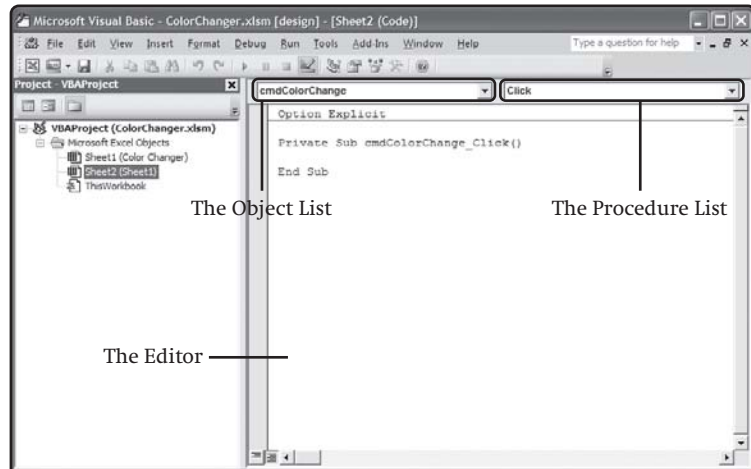 Microsoft Visual Basic - ColorChanger.xlsm [design] - [Sheet2 (Code)]
File Edit View Insert Format Debug Run Tools Add-Ins Window Help Type a question for help
Project - VBAProject
cmdColorChange Click
VBAProject (ColorChanger.xlsm)
Microsoft Excel Objects
Sheet1 (Color Changer)
Sheet2 (Sheet1)
ThisWorkbook
Option Explicit
Private Sub cmdColorChange_Click()
End Sub
The Object List
The Procedure List
The Editor